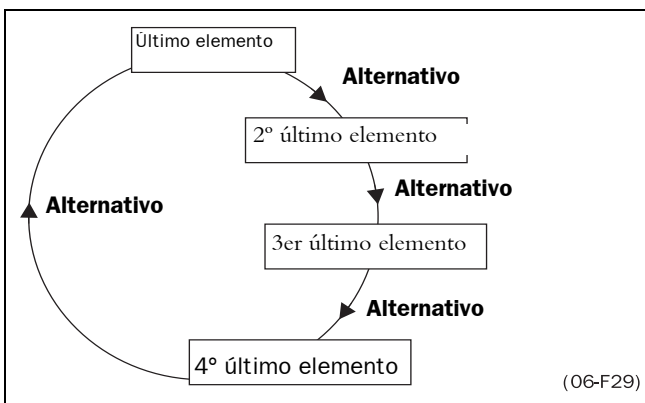 Último elemento
Alternativo
2º último elemento
Alternativo
Alternativo
3er último elemento
Alternativo
4° último elemento
(06-F29)